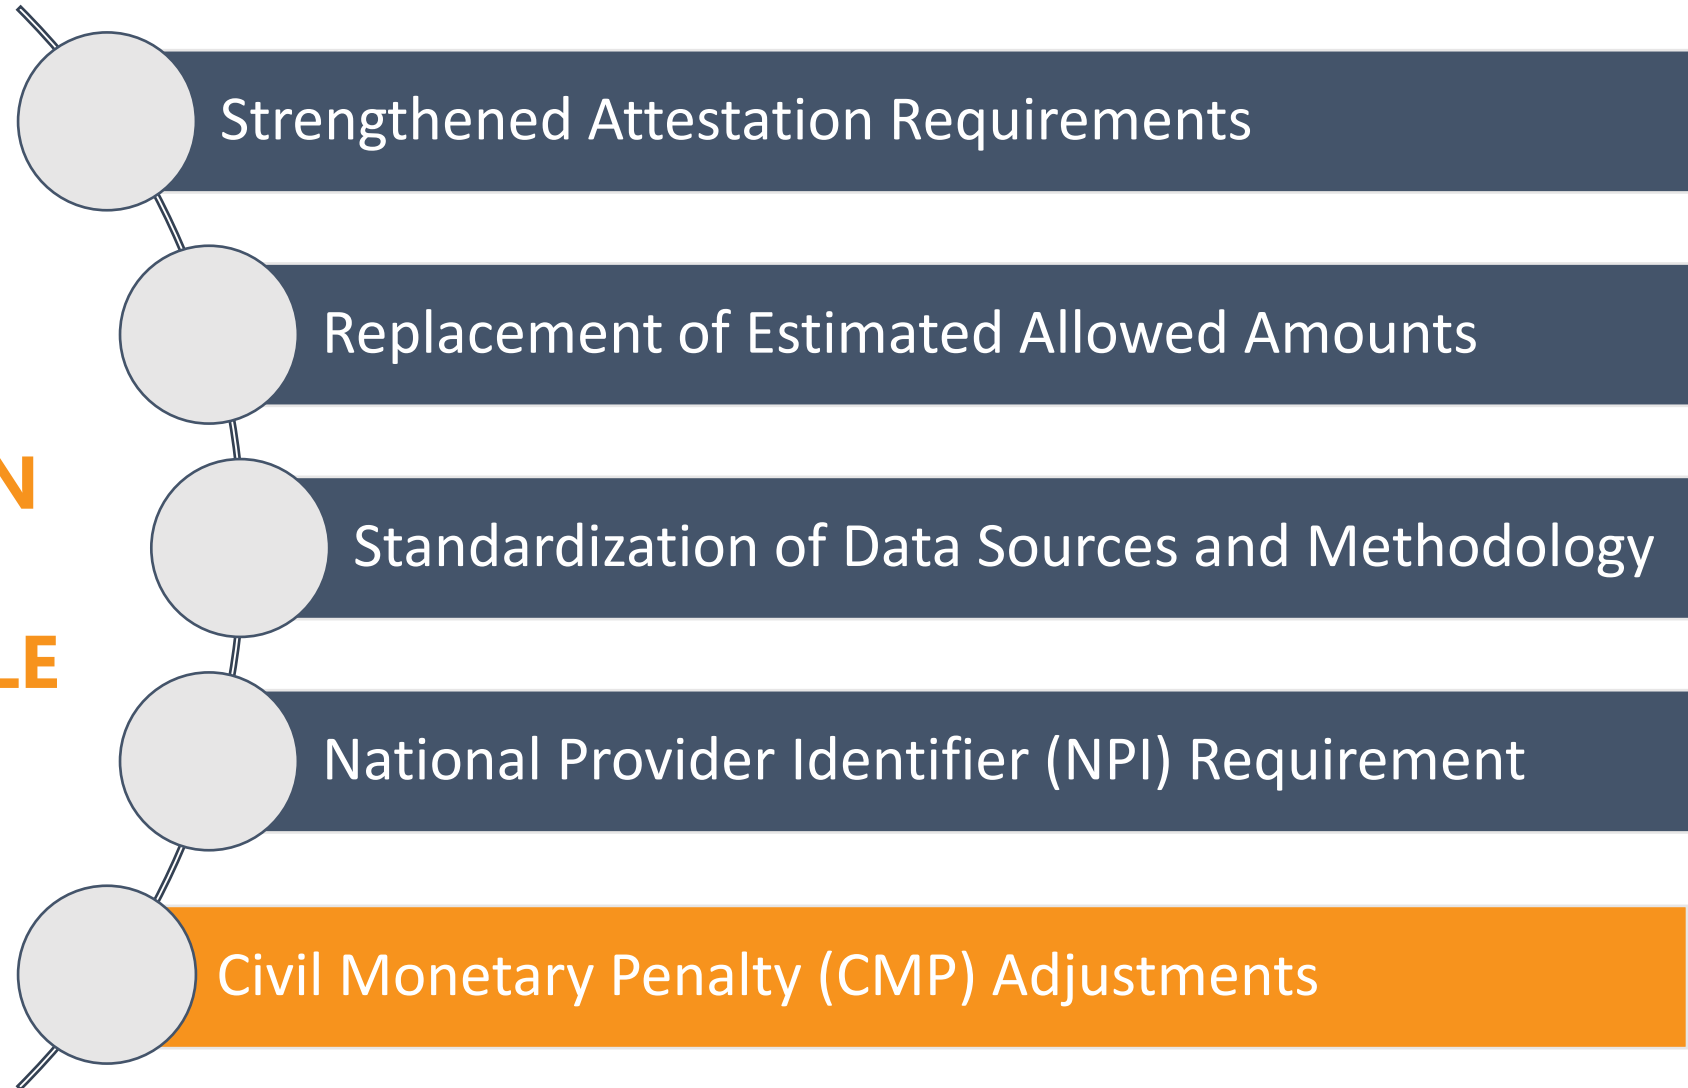 Strengthened Attestation Requirements
Replacement of Estimated Allowed Amounts
N
Standardization of Data Sources and Methodology
LE
National Provider Identifier (NPI) Requirement
Civil Monetary Penalty (CMP) Adjustments